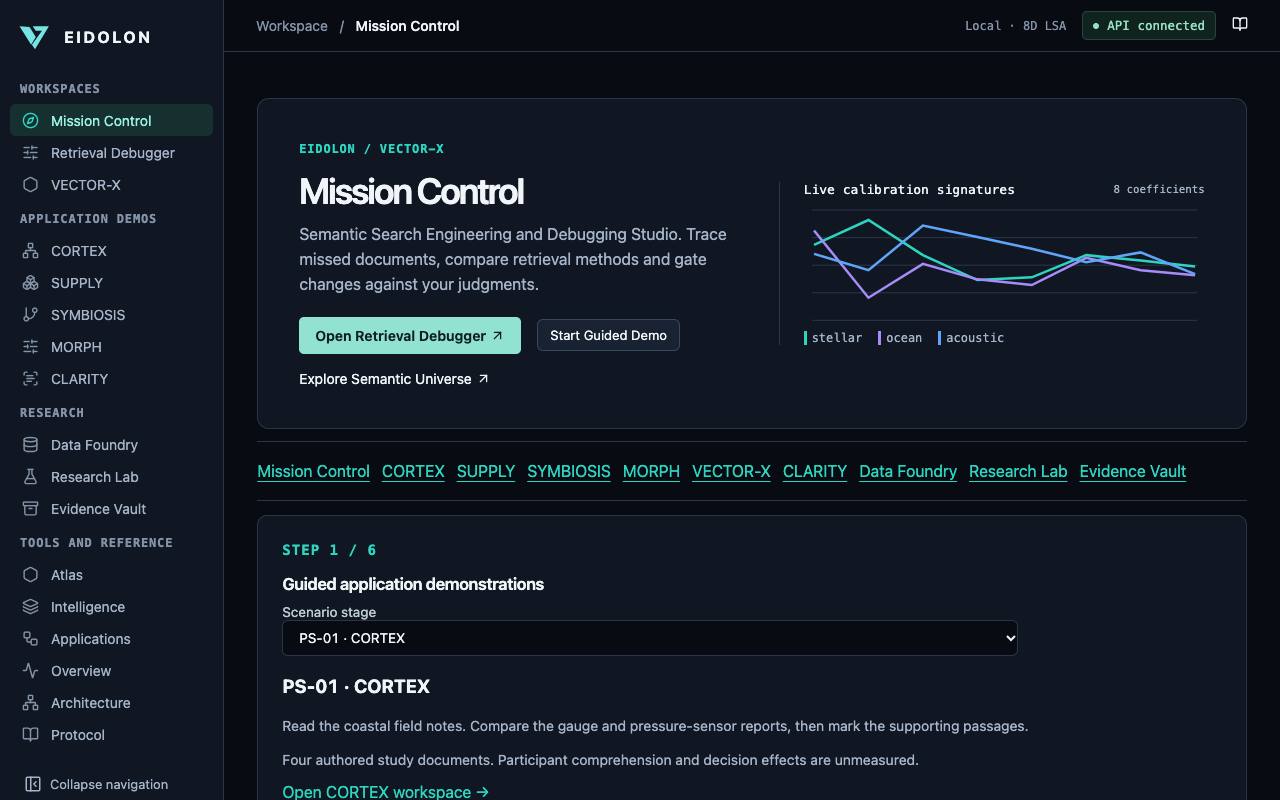 EIDOLON
WORKSPACES
Mission Control
Retrieval Debugger
VECTOR-X
APPLICATION DEMOS
CORTEX
SUPPLY
SYMBIOSIS
MORPH
CLARITY
RESEARCH
Data Foundry
Research Lab
Evidence Vault
TOOLS AND REFERENCE
Atlas
Intelligence
Applications
Overview
Architecture
Protocol
Collapse navigation
Workspace / Mission Control
Local · 8D LSA
API connected
EIDOLON / VECTOR-X
Mission Control
Semantic Search Engineering and Debugging Studio. Trace
missed documents, compare retrieval methods and gate
changes against your judgments.
Open Retrieval Debugger ↗
Start Guided Demo
Explore Semantic Universe ↗
Live calibration signatures
8 coefficients
stellar ocean acoustic
Mission Control CORTEX SUPPLY SYMBIOSIS MORPH VECTOR-X CLARITY Data Foundry Research Lab Evidence Vault
STEP 1 / 6
Guided application demonstrations
Scenario stage
PS-01 · CORTEX
PS-01 · CORTEX
Read the coastal field notes. Compare the gauge and pressure-sensor reports, then mark the supporting passages.
Four authored study documents. Participant comprehension and decision effects are unmeasured.
Open CORTEX workspace →